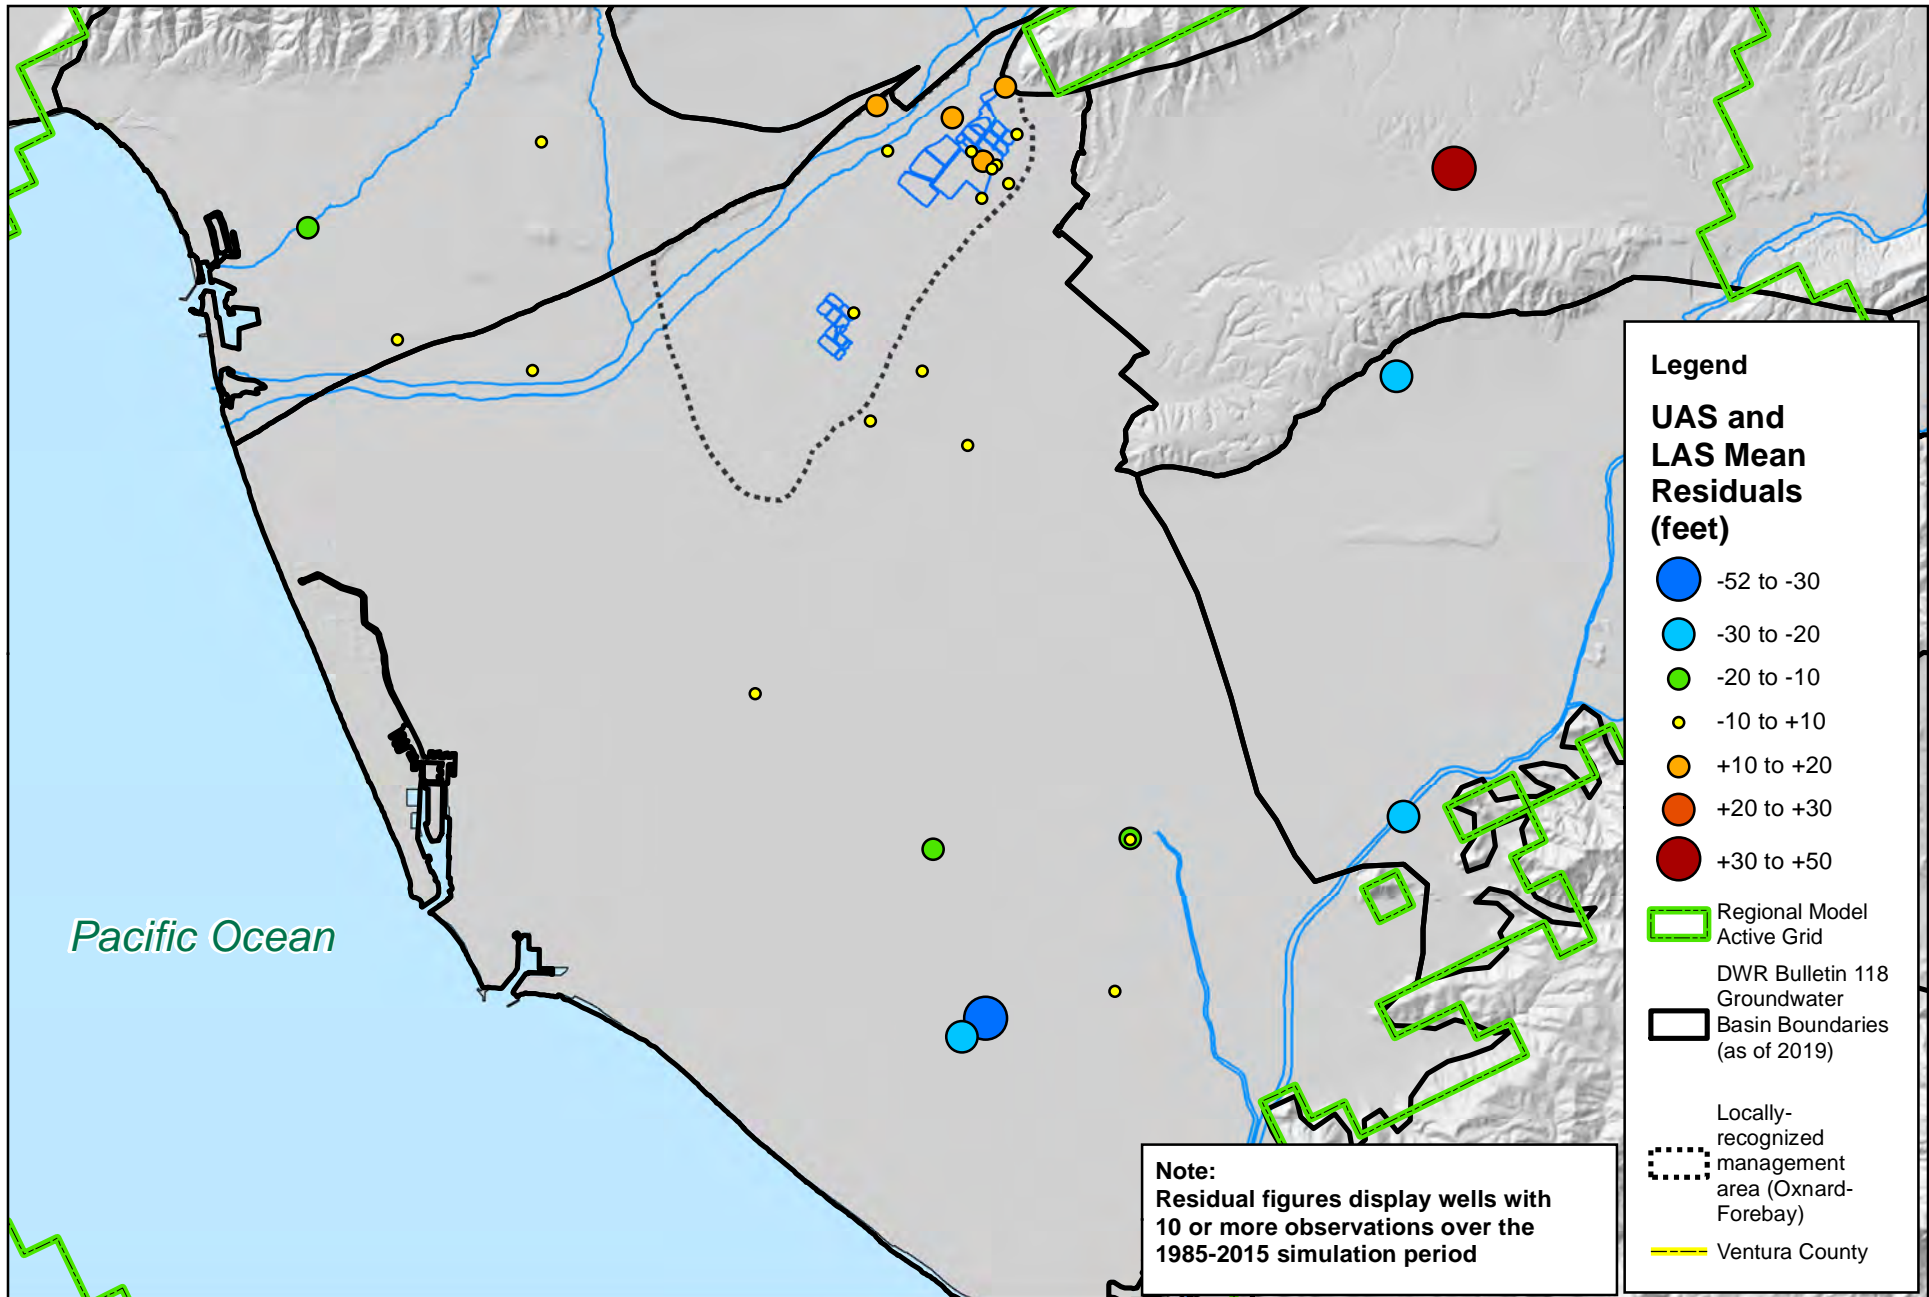 Pacific Ocean
Legend
UAS and
LAS Mean
Residuals
(feet)
-52 to -30
-30 to -20
-20 to -10
-10 to +10
+10 to +20
+20 to +30
+30 to +50
Regional Model
Active Grid
DWR Bulletin 118
Groundwater
Basin Boundaries
(as of 2019)
Locally-
recognized
management
area (Oxnard-
Forebay)
Ventura County
Note:
Residual figures display wells with
10 or more observations over the
1985-2015 simulation period